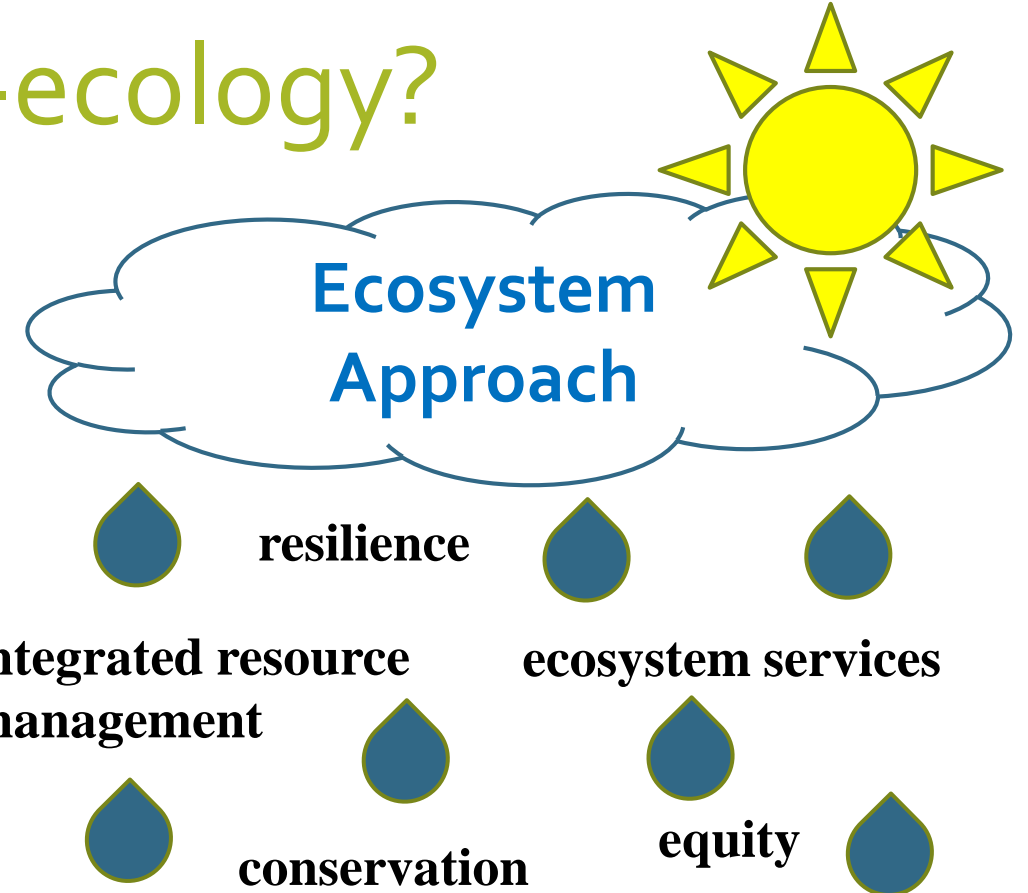 -ecology?
Ecosystem
Approach
resilience
ntegrated resource
ecosystem services
nanagement
equity
conservation